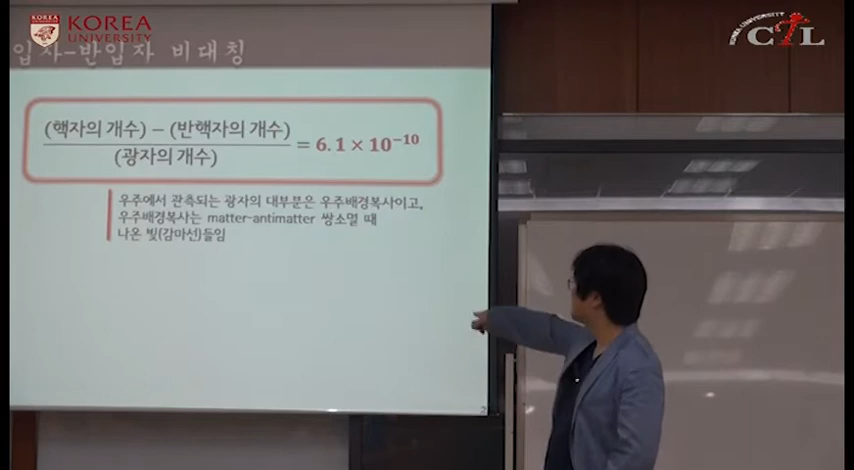 KOREA
UNIVERSITY
KOREA UNIVERSITY
CTL
입자-반입자 비대칭
(핵자의 개수) − (반핵자의 개수)
(광자의 개수)
= 6.1 × 10⁻¹⁰
우주에서 관측되는 광자의 대부분은 우주배경복사이고,
우주배경복사는 matter-antimatter 쌍소멸 때
나온 빛(감마선)들임
2